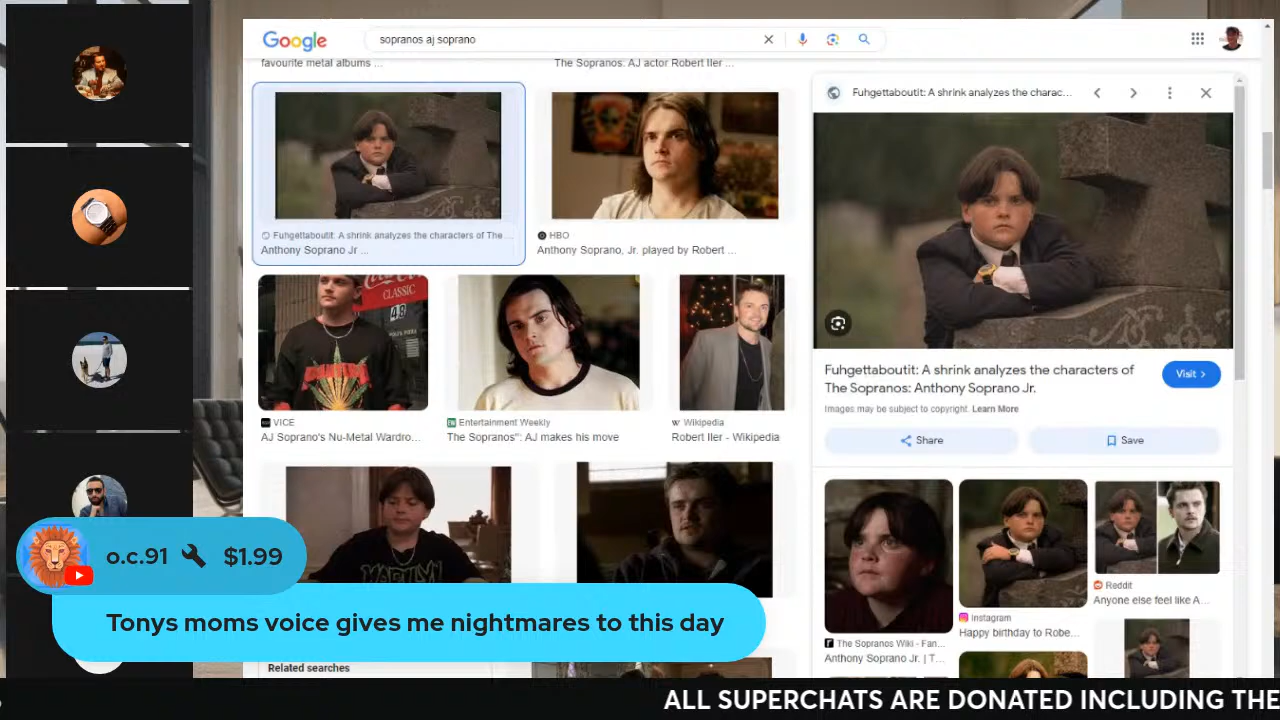 Google
sopranos aj soprano
favourite metal albums ...
The Sopranos: AJ actor Robert Iler ...
Fuhgettaboutit: A shrink analyzes the characters of The ...
Anthony Soprano Jr ...
HBO
Anthony Soprano, Jr. played by Robert ...
CLASSIC
VICE
AJ Soprano's Nu-Metal Wardro...
Entertainment Weekly
The Sopranos": AJ makes his move
Wikipedia
Robert Iler - Wikipedia
Related searches
Fuhgettaboutit: A shrink analyzes the charac...
Fuhgettaboutit: A shrink analyzes the characters of
The Sopranos: Anthony Soprano Jr.
Visit
Images may be subject to copyright. Learn More
Share
Save
The Sopranos Wiki - Fan...
Anthony Soprano Jr. | T...
Instagram
Happy birthday to Robe...
Reddit
Anyone else feel like A...
o.c.91 $1.99
Tonys moms voice gives me nightmares to this day
ALL SUPERCHATS ARE DONATED INCLUDING THE